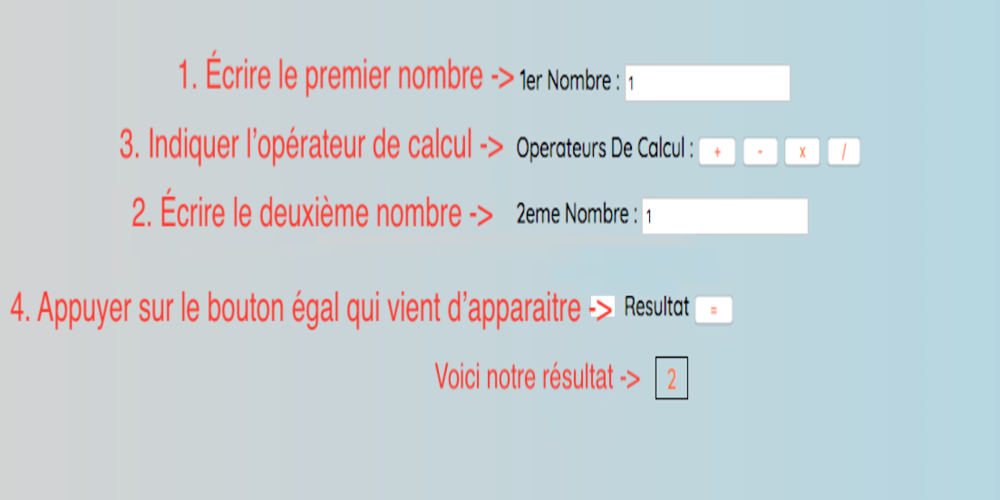 1. Écrire le premier nombre -> 1er Nombre : 1
3. Indiquer l’opérateur de calcul -> Operateurs De Calcul : + - x /
2. Écrire le deuxième nombre -> 2eme Nombre : 1
4. Appuyer sur le bouton égal qui vient d’apparaitre -> Resultat =
Voici notre résultat -> 2